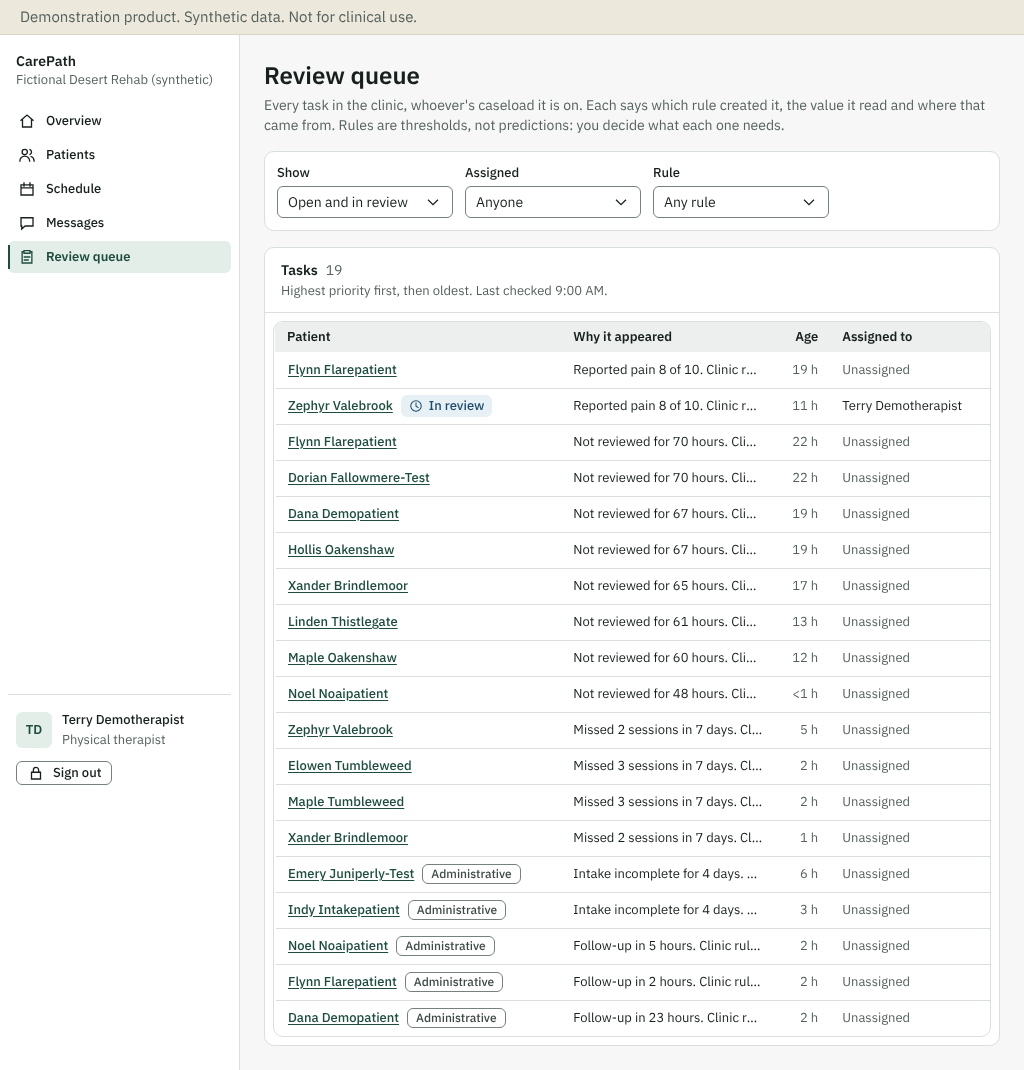 Demonstration product. Synthetic data. Not for clinical use.
CarePath
Fictional Desert Rehab (synthetic)
Overview
Patients
Schedule
Messages
Review queue
TD
Terry Demotherapist
Physical therapist
Sign out
Review queue
Every task in the clinic, whoever's caseload it is on. Each says which rule created it, the value it read and where that
came from. Rules are thresholds, not predictions: you decide what each one needs.
Show Assigned Rule
Open and in review Anyone Any rule
Tasks 19
Highest priority first, then oldest. Last checked 9:00 AM.
Patient Why it appeared Age Assigned to
Flynn Flarepatient Reported pain 8 of 10. Clinic r... 19 h Unassigned
Zephyr Valebrook In review Reported pain 8 of 10. Clinic r... 11 h Terry Demotherapist
Flynn Flarepatient Not reviewed for 70 hours. Cli... 22 h Unassigned
Dorian Fallowmere-Test Not reviewed for 70 hours. Cli... 22 h Unassigned
Dana Demopatient Not reviewed for 67 hours. Cli... 19 h Unassigned
Hollis Oakenshaw Not reviewed for 67 hours. Cli... 19 h Unassigned
Xander Brindlemoor Not reviewed for 65 hours. Cli... 17 h Unassigned
Linden Thistlegate Not reviewed for 61 hours. Cli... 13 h Unassigned
Maple Oakenshaw Not reviewed for 60 hours. Cli... 12 h Unassigned
Noel Noaipatient Not reviewed for 48 hours. Cli... <1 h Unassigned
Zephyr Valebrook Missed 2 sessions in 7 days. Cl... 5 h Unassigned
Elowen Tumbleweed Missed 3 sessions in 7 days. Cl... 2 h Unassigned
Maple Tumbleweed Missed 3 sessions in 7 days. Cl... 2 h Unassigned
Xander Brindlemoor Missed 2 sessions in 7 days. Cl... 1 h Unassigned
Emery Juniperly-Test Administrative Intake incomplete for 4 days. ... 6 h Unassigned
Indy Intakepatient Administrative Intake incomplete for 4 days. ... 3 h Unassigned
Noel Noaipatient Administrative Follow-up in 5 hours. Clinic rul... 2 h Unassigned
Flynn Flarepatient Administrative Follow-up in 2 hours. Clinic rul... 2 h Unassigned
Dana Demopatient Administrative Follow-up in 23 hours. Clinic r... 2 h Unassigned